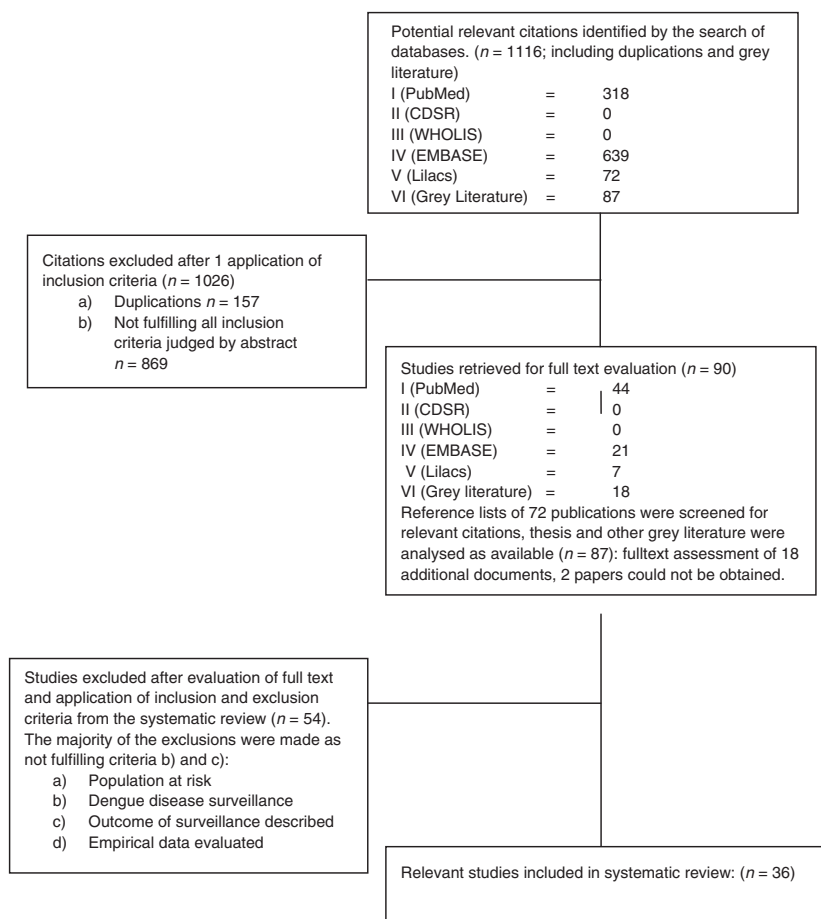 Potential relevant citations identified by the search of
databases. (n = 1116; including duplications and grey
literature)
I (PubMed) = 318
II (CDSR) = 0
III (WHOLIS) = 0
IV (EMBASE) = 639
V (Lilacs) = 72
VI (Grey Literature) = 87
Citations excluded after 1 application of
inclusion criteria (n = 1026)
a) Duplications n = 157
b) Not fulfilling all inclusion
criteria judged by abstract
n = 869
Studies retrieved for full text evaluation (n = 90)
I (PubMed) = 44
II (CDSR) = 0
III (WHOLIS) = 0
IV (EMBASE) = 21
V (Lilacs) = 7
VI (Grey literature) = 18
Reference lists of 72 publications were screened for
relevant citations, thesis and other grey literature were
analysed as available (n = 87): fulltext assessment of 18
additional documents, 2 papers could not be obtained.
Studies excluded after evaluation of full text
and application of inclusion and exclusion
criteria from the systematic review (n = 54).
The majority of the exclusions were made as
not fulfilling criteria b) and c):
a) Population at risk
b) Dengue disease surveillance
c) Outcome of surveillance described
d) Empirical data evaluated
Relevant studies included in systematic review: (n = 36)